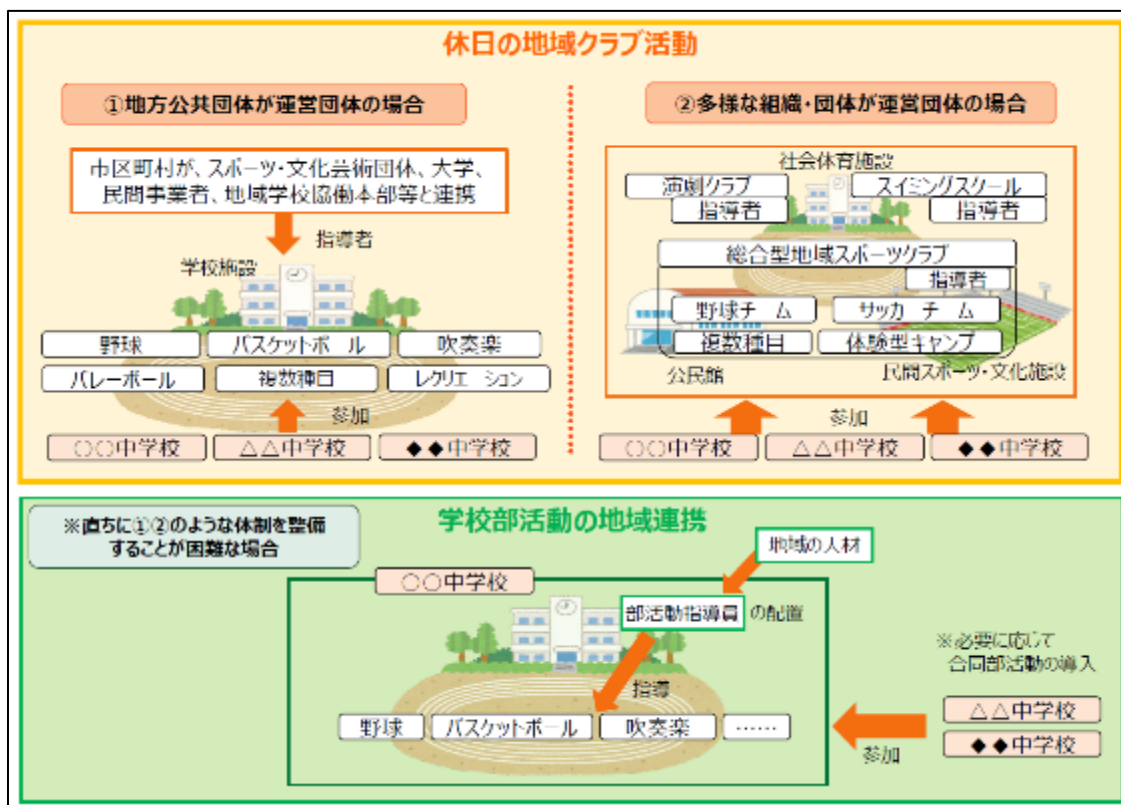 休日の地域クラブ活動
①地方公共団体が運営団体の場合
市区町村が、スポーツ・文化芸術団体、大学、
民間事業者、地域学校協働本部等と連携
指導者
学校施設
野球
バスケットボール
吹奏楽
バレーボール
複数種目
レクリエーション
参加
○○中学校
△△中学校
◆◆中学校
②多様な組織・団体が運営団体の場合
社会体育施設
演劇クラブ
指導者
スイミングスクール
指導者
総合型地域スポーツクラブ
指導者
野球チーム
サッカーチーム
複数種目
体験型キャンプ
公民館
民間スポーツ・文化施設
参加
○○中学校
△△中学校
◆◆中学校
学校部活動の地域連携
※直ちに①②のような体制を整備
することが困難な場合
地域の人材
○○中学校
部活動指導員 の配置
指導
野球
バスケットボール
吹奏楽
……
※必要に応じて
合同部活動の導入
△△中学校
◆◆中学校
参加